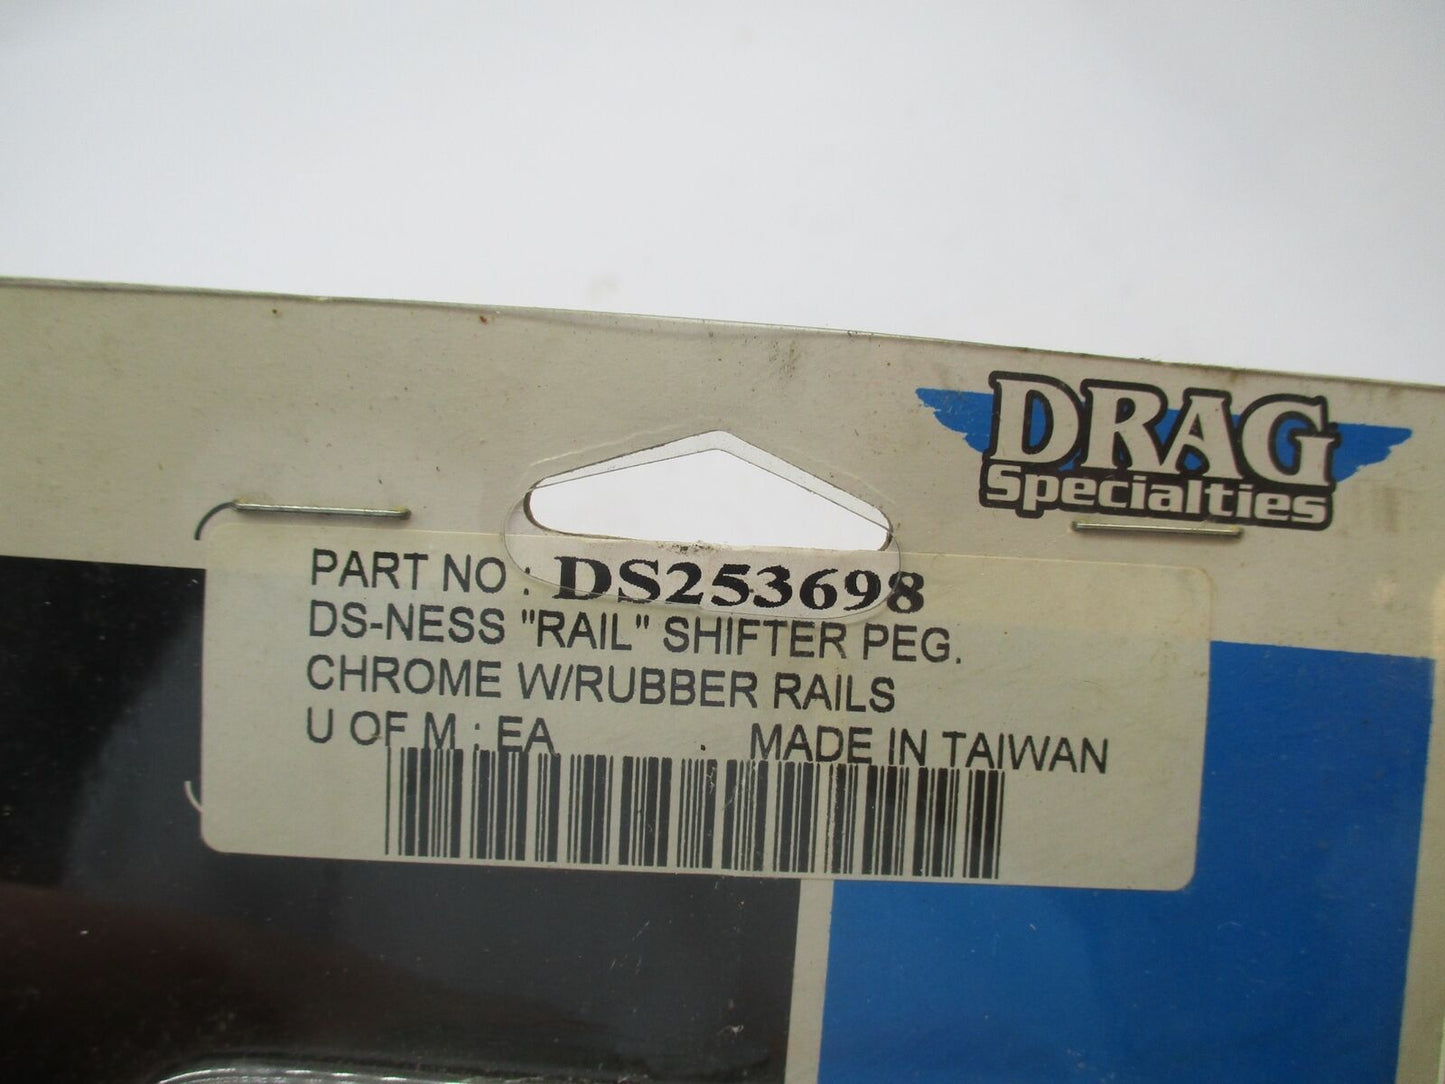 DRAG
Specialties
PART NO : DS253698
DS-NESS "RAIL" SHIFTER PEG.
CHROME W/RUBBER RAILS
U OF M : EA . MADE IN TAIWAN